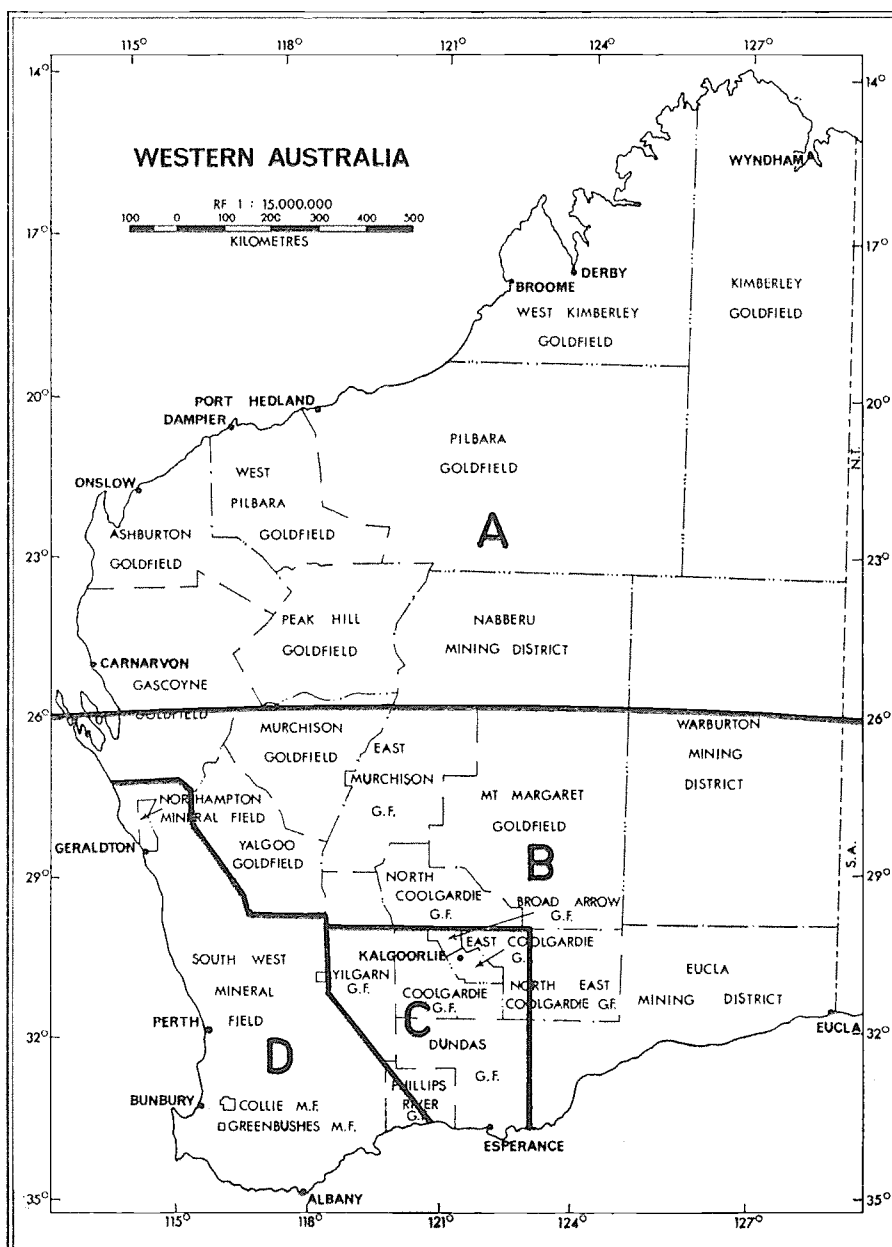 115° 118° 121° 124° 127°
14° 14°
WESTERN AUSTRALIA
WYNDHAM
RF 1 : 15.000.000
100 0 100 200 300 400 500
KILOMETRES
17° 17°
DERBY
BROOME
WEST KIMBERLEY
GOLDFIELD
KIMBERLEY
GOLDFIELD
20° 20°
PORT HEDLAND
DAMPIER
PILBARA
GOLDFIELD
N.T.
WEST
PILBARA
GOLDFIELD
ONSLOW
A
ASHBURTON
GOLDFIELD
23° 23°
PEAK HILL
GOLDFIELD
NABBERU
MINING DISTRICT
CARNARVON
GASCOYNE
GOLDFIELD
26° 26°
MURCHISON
GOLDFIELD
EAST
MURCHISON
G.F.
WARBURTON
MINING
DISTRICT
MT MARGARET
GOLDFIELD
NORTHAMPTON
MINERAL FIELD
GERALDTON
YALGOO
GOLDFIELD
B
S.A.
29° 29°
NORTH
COOLGARDIE
G.F.
BROAD ARROW
G.F.
KALGOORLIE
EAST COOLGARDIE
G.
SOUTH WEST
MINERAL
FIELD
YILGARN
G.F.
COOLGARDIE
G.F.
NORTH EAST
COOLGARDIE G.F.
EUCLA
MINING DISTRICT
C
PERTH
32° 32°
EUCLA
D
DUNDAS
G.F.
PHILLIPS
RIVER
G.F.
BUNBURY
COLLIE M.F.
GREENBUSHES M.F.
ESPERANCE
ALBANY
35° 35°
115° 118° 121° 124° 127°